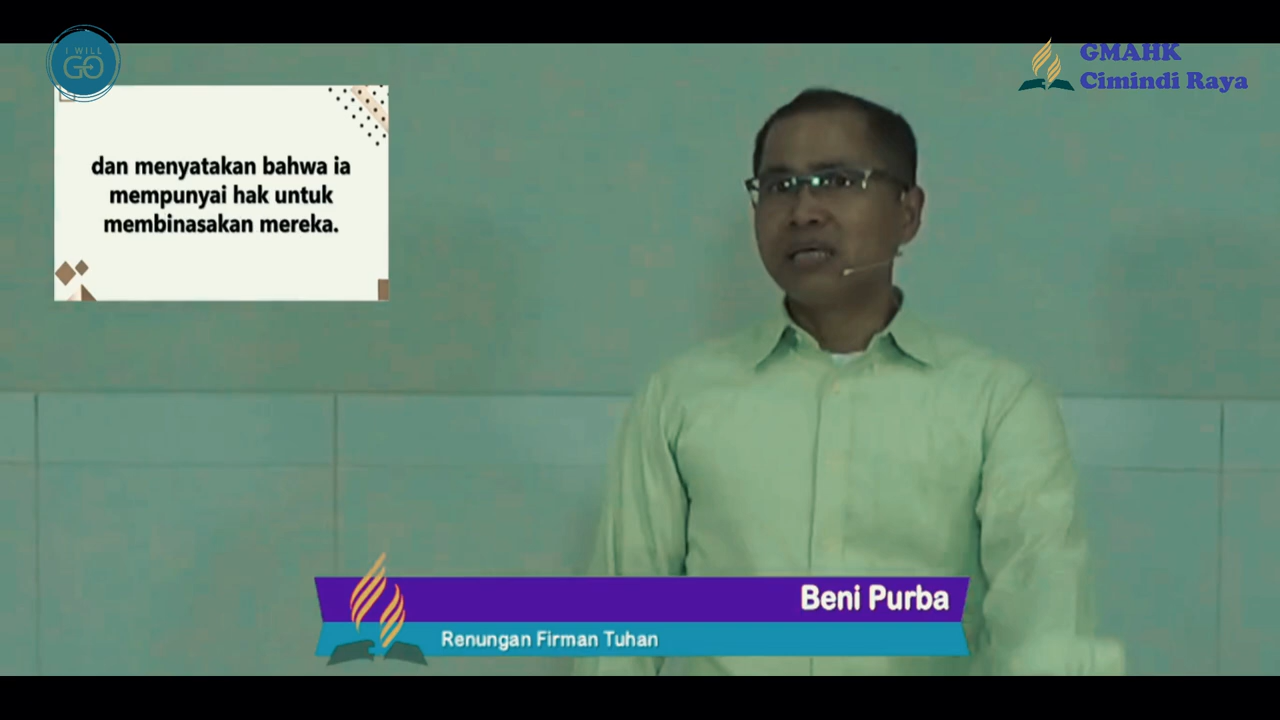 I WILL
GO
GMAHK
Cimindi Raya
dan menyatakan bahwa ia
mempunyai hak untuk
membinasakan mereka.
Beni Purba
Renungan Firman Tuhan